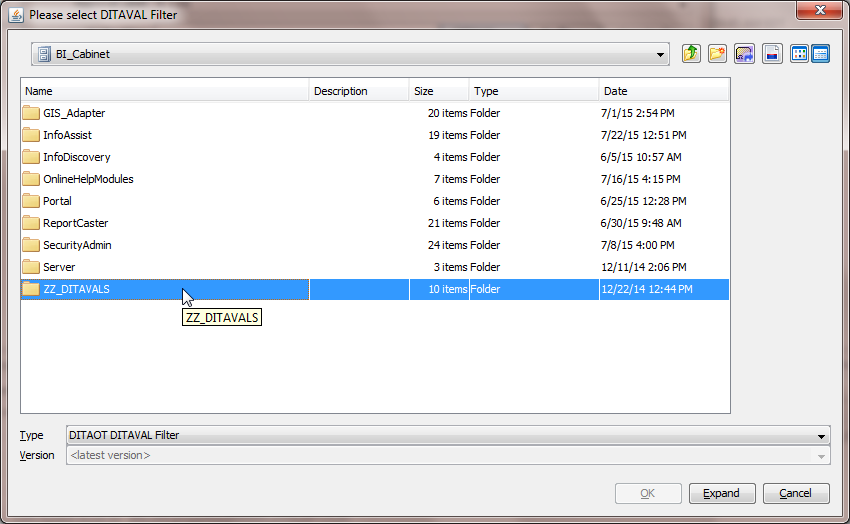 Please select DITAVAL Filter
BI_Cabinet
Name Description Size Type Date
GIS_Adapter 20 items Folder 7/1/15 2:54 PM
InfoAssist 19 items Folder 7/22/15 12:51 PM
InfoDiscovery 4 items Folder 6/5/15 10:57 AM
OnlineHelpModules 7 items Folder 7/16/15 4:15 PM
Portal 6 items Folder 6/25/15 12:28 PM
ReportCaster 21 items Folder 6/30/15 9:48 AM
SecurityAdmin 24 items Folder 7/8/15 4:00 PM
Server 3 items Folder 12/11/14 2:06 PM
ZZ_DITAVALS 10 items Folder 12/22/14 12:44 PM
ZZ_DITAVALS
Type DITAOT DITAVAL Filter
Version <latest version>
OK Expand Cancel